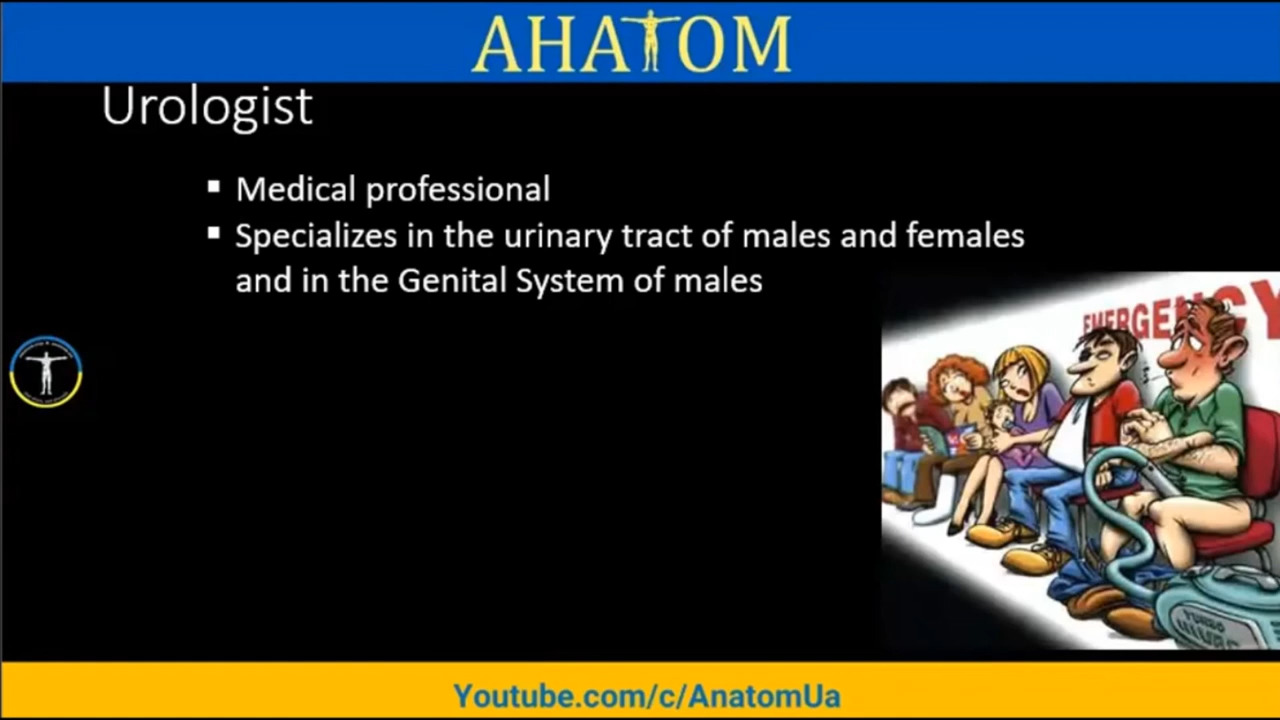 AHATOM
Urologist
▪ Medical professional
▪ Specializes in the urinary tract of males and females
and in the Genital System of males
EMERGENCY
TURBO
Youtube.com/c/AnatomUa